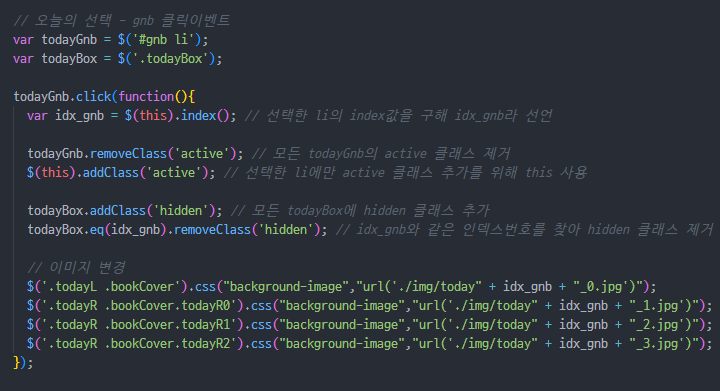 // 오늘의 선택 - gnb 클릭이벤트
var todayGnb = $('#gnb li');
var todayBox = $('.todayBox');
todayGnb.click(function(){
var idx_gnb = $(this).index(); // 선택한 li의 index값을 구해 idx_gnb라 선언
todayGnb.removeClass('active'); // 모든 todayGnb의 active 클래스 제거
$(this).addClass('active'); // 선택한 li에만 active 클래스 추가를 위해 this 사용
todayBox.addClass('hidden'); // 모든 todayBox에 hidden 클래스 추가
todayBox.eq(idx_gnb).removeClass('hidden'); // idx_gnb와 같은 인덱스번호를 찾아 hidden 클래스 제거
// 이미지 변경
$('.todayL .bookCover').css("background-image","url('./img/today" + idx_gnb + "_0.jpg')");
$('.todayR .bookCover.todayR0').css("background-image","url('./img/today" + idx_gnb + "_1.jpg')");
$('.todayR .bookCover.todayR1').css("background-image","url('./img/today" + idx_gnb + "_2.jpg')");
$('.todayR .bookCover.todayR2').css("background-image","url('./img/today" + idx_gnb + "_3.jpg')");
});